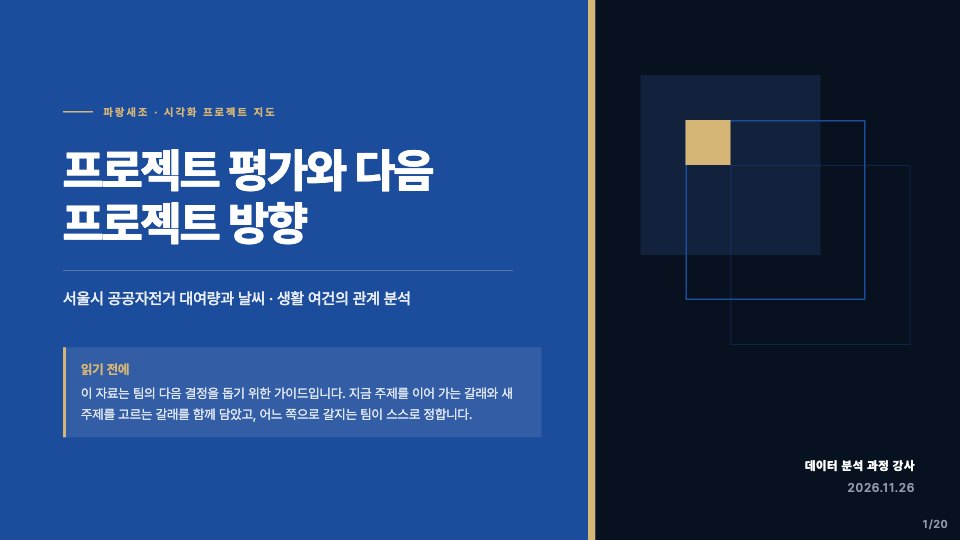 파랑새조 · 시각화 프로젝트 지도
프로젝트 평가와 다음
프로젝트 방향
서울시 공공자전거 대여량과 날씨 · 생활 여건의 관계 분석
읽기 전에
이 자료는 팀의 다음 결정을 돕기 위한 가이드입니다. 지금 주제를 이어 가는 갈래와 새
주제를 고르는 갈래를 함께 담았고, 어느 쪽으로 갈지는 팀이 스스로 정합니다.
데이터 분석 과정 강사
2026.11.26
1/20